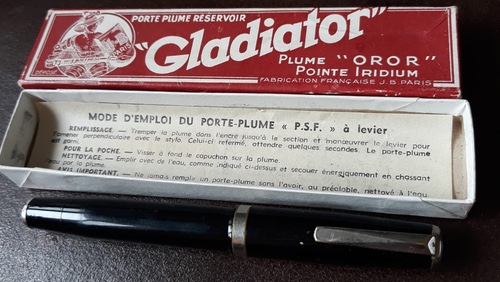 PORTE PLUME RÉSERVOIR
"Gladiator"
PLUME "OROR"
POINTE IRIDIUM
FABRICATION FRANÇAISE J.B. PARIS
PARIS
DÉPOSÉ
MODE D'EMPLOI DU PORTE-PLUME « P.S.F. » à levier
REMPLISSAGE. — Tremper la plume dans l'encre jusqu'à la section et manœuvrer le levier pour
l'amener perpendiculaire avec le stylo. Celui-ci refermé, attendre quelques secondes. Le porte-plume
est garni.
POUR LA POCHE. — Visser à fond le capuchon sur la plume.
NETTOYAGE. — Emplir avec de l'eau, comme indiqué ci-dessus et secouer énergiquement en chassant
l'eau par la plume.
AVIS IMPORTANT. — Ne jamais remplir un porte-plume sans l'avoir, au préalable, nettoyé à l'eau